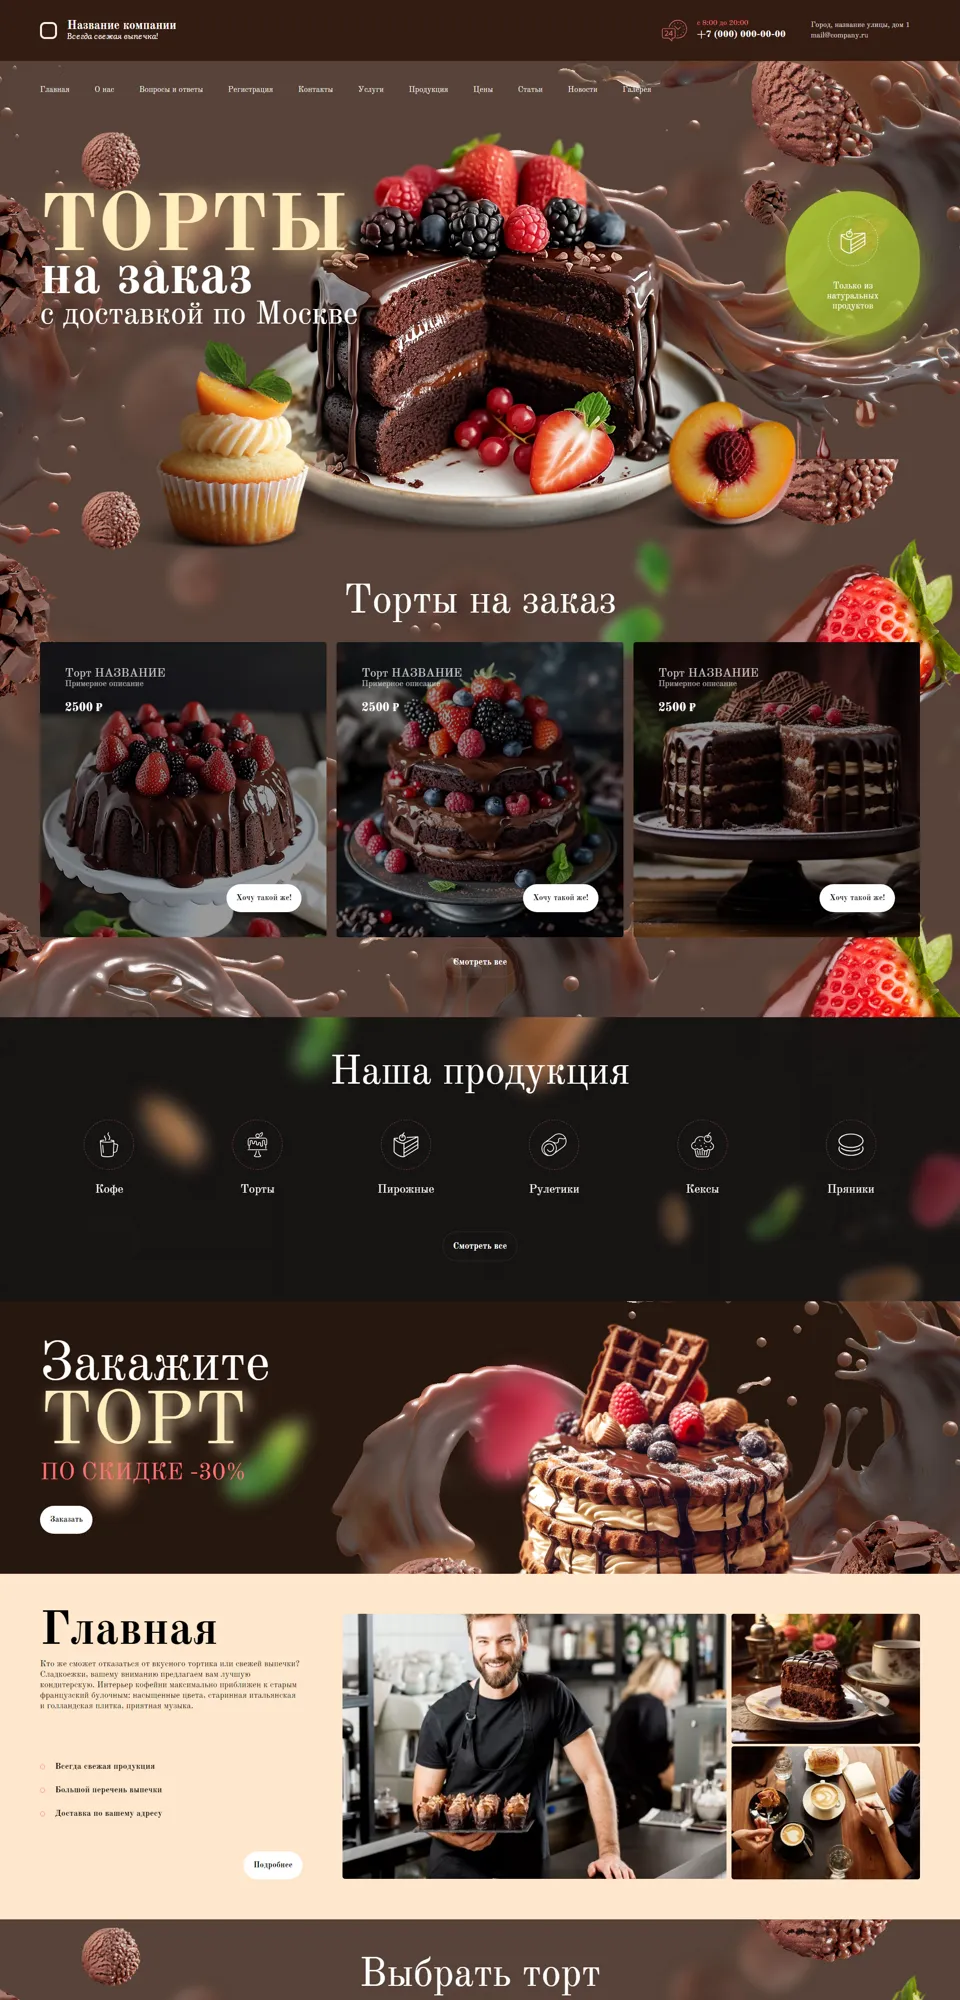 Название компании
Всегда свежая выпечка!
24
с 8:00 до 20:00
+7 (000) 000-00-00
Город, название улицы, дом 1
mail@company.ru
Главная
О нас
Вопросы и ответы
Регистрация
Контакты
Услуги
Продукция
Цены
Статьи
Новости
Галерея
ТОРТЫ
на заказ
с доставкой по Москве
Только из
натуральных
продуктов
Торты на заказ
Торт НАЗВАНИЕ
Примерное описание
2500 ₽
Хочу такой же!
Торт НАЗВАНИЕ
Примерное описание
2500 ₽
Хочу такой же!
Торт НАЗВАНИЕ
Примерное описание
2500 ₽
Хочу такой же!
Смотреть все
Наша продукция
Кофе
Торты
Пирожные
Рулетики
Кексы
Пряники
Смотреть все
Закажите
ТОРТ
ПО СКИДКЕ -30%
Заказать
Главная
Кто же сможет отказаться от вкусного тортика или свежей выпечки?
Сладкоежки, вашему вниманию предлагаем вам лучшую
кондитерскую. Интерьер кофейни максимально приближен к старым
французский булочным: насыщенные цвета, старинная итальянская
и голландская плитка, приятная музыка.
Всегда свежая продукция
Большой перечень выпечки
Доставка по вашему адресу
Подробнее
Выбрать торт